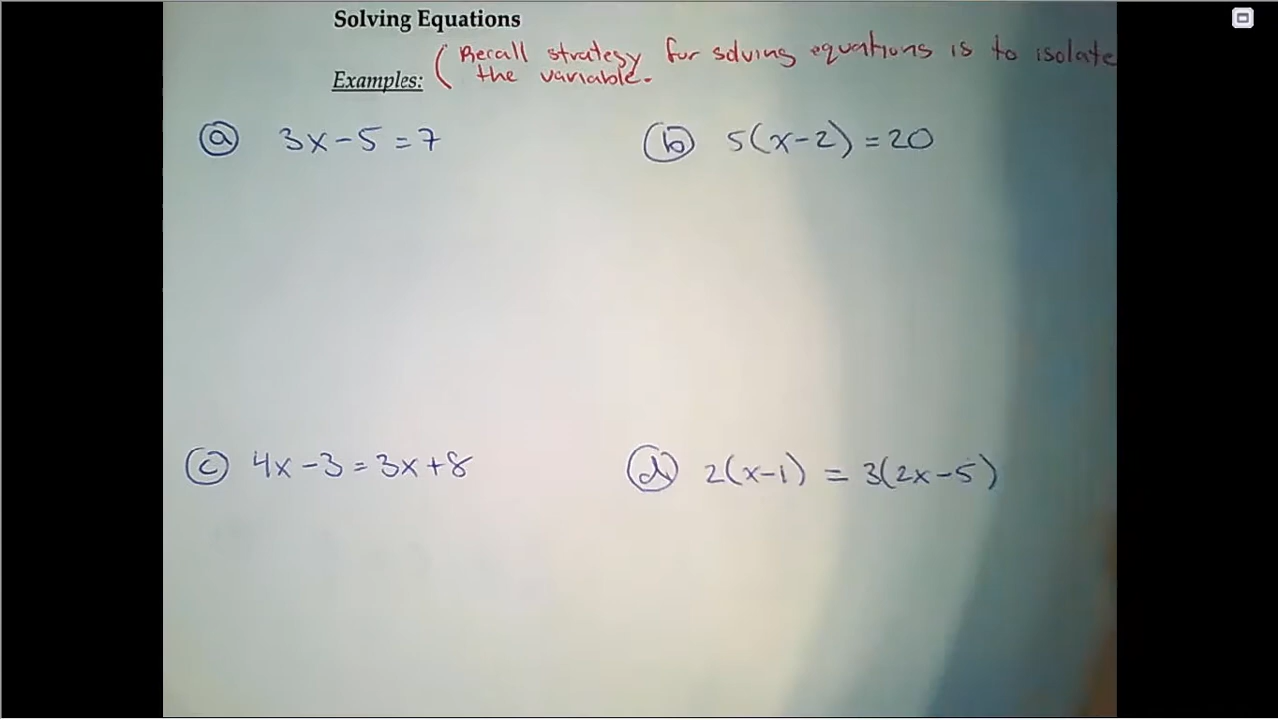 Solving Equations
( Recall strategy for solving equations is to isolate
Examples: the variable.
ⓐ 3x-5=7
ⓑ 5(x-2)=20
ⓒ 4x-3=3x+8
ⓓ 2(x-1) = 3(2x-5)